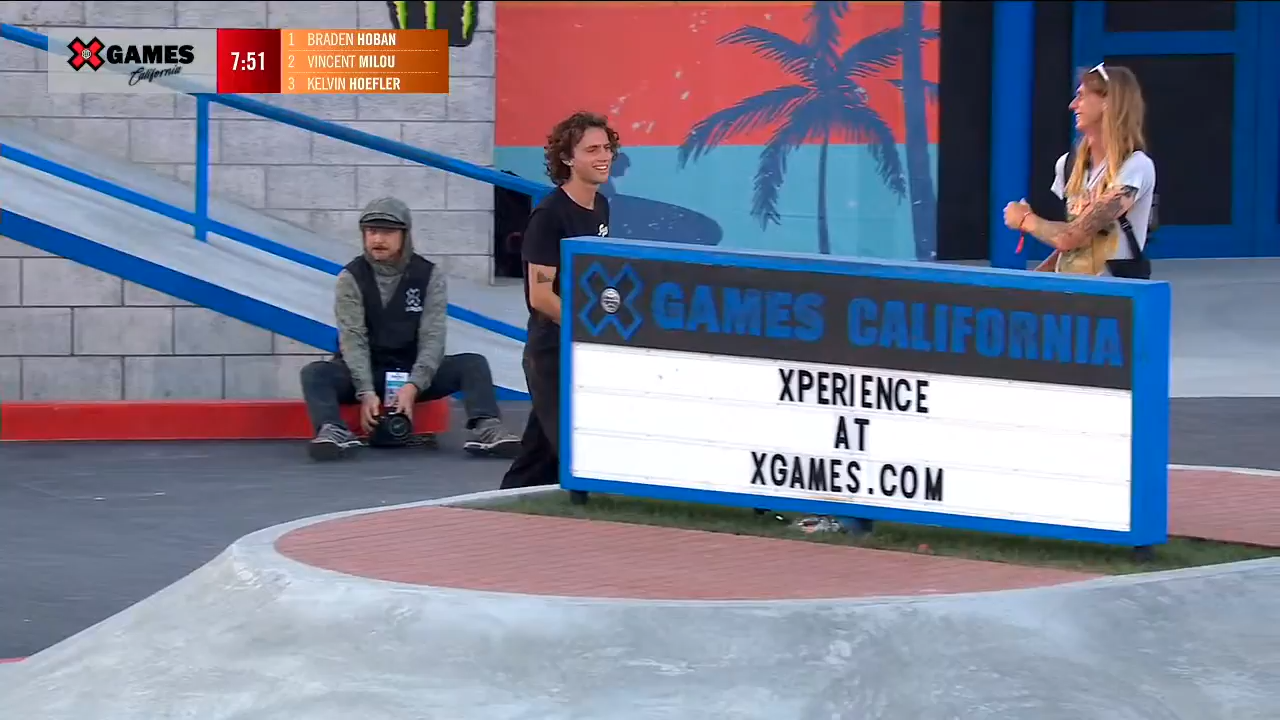 X GAMES
California
7:51
1 BRADEN HOBAN
2 VINCENT MILOU
3 KELVIN HOEFLER
X GAMES CALIFORNIA
XPERIENCE
AT
XGAMES.COM